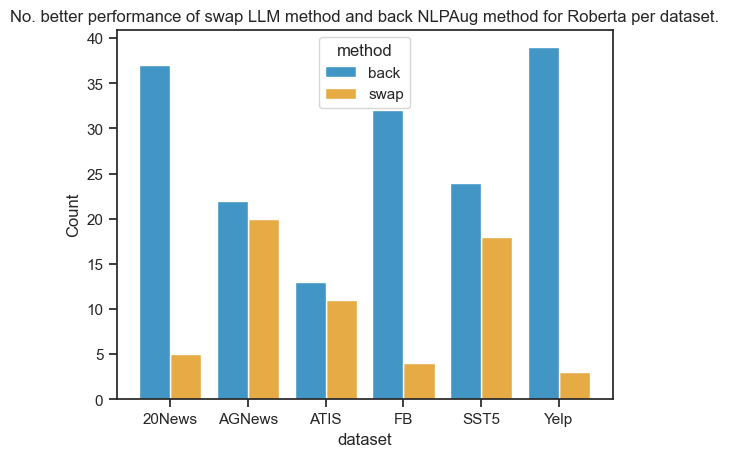 No. better performance of swap LLM method and back NLPAug method for Roberta per dataset.
method
back
swap
Count
40
35
30
25
20
15
10
5
0
20News AGNews ATIS FB SST5 Yelp
dataset